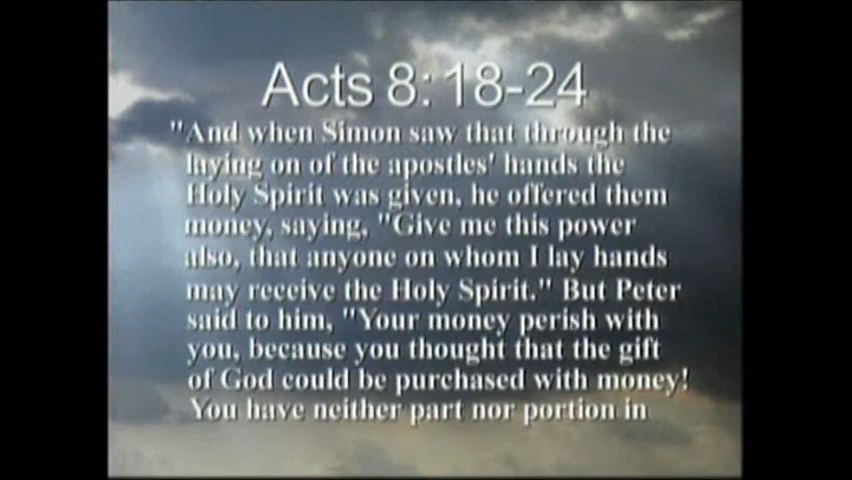 Acts 8:18-24
"And when Simon saw that through the
laying on of the apostles' hands the
Holy Spirit was given, he offered them
money, saying, "Give me this power
also, that anyone on whom I lay hands
may receive the Holy Spirit." But Peter
said to him, "Your money perish with
you, because you thought that the gift
of God could be purchased with money!
You have neither part nor portion in